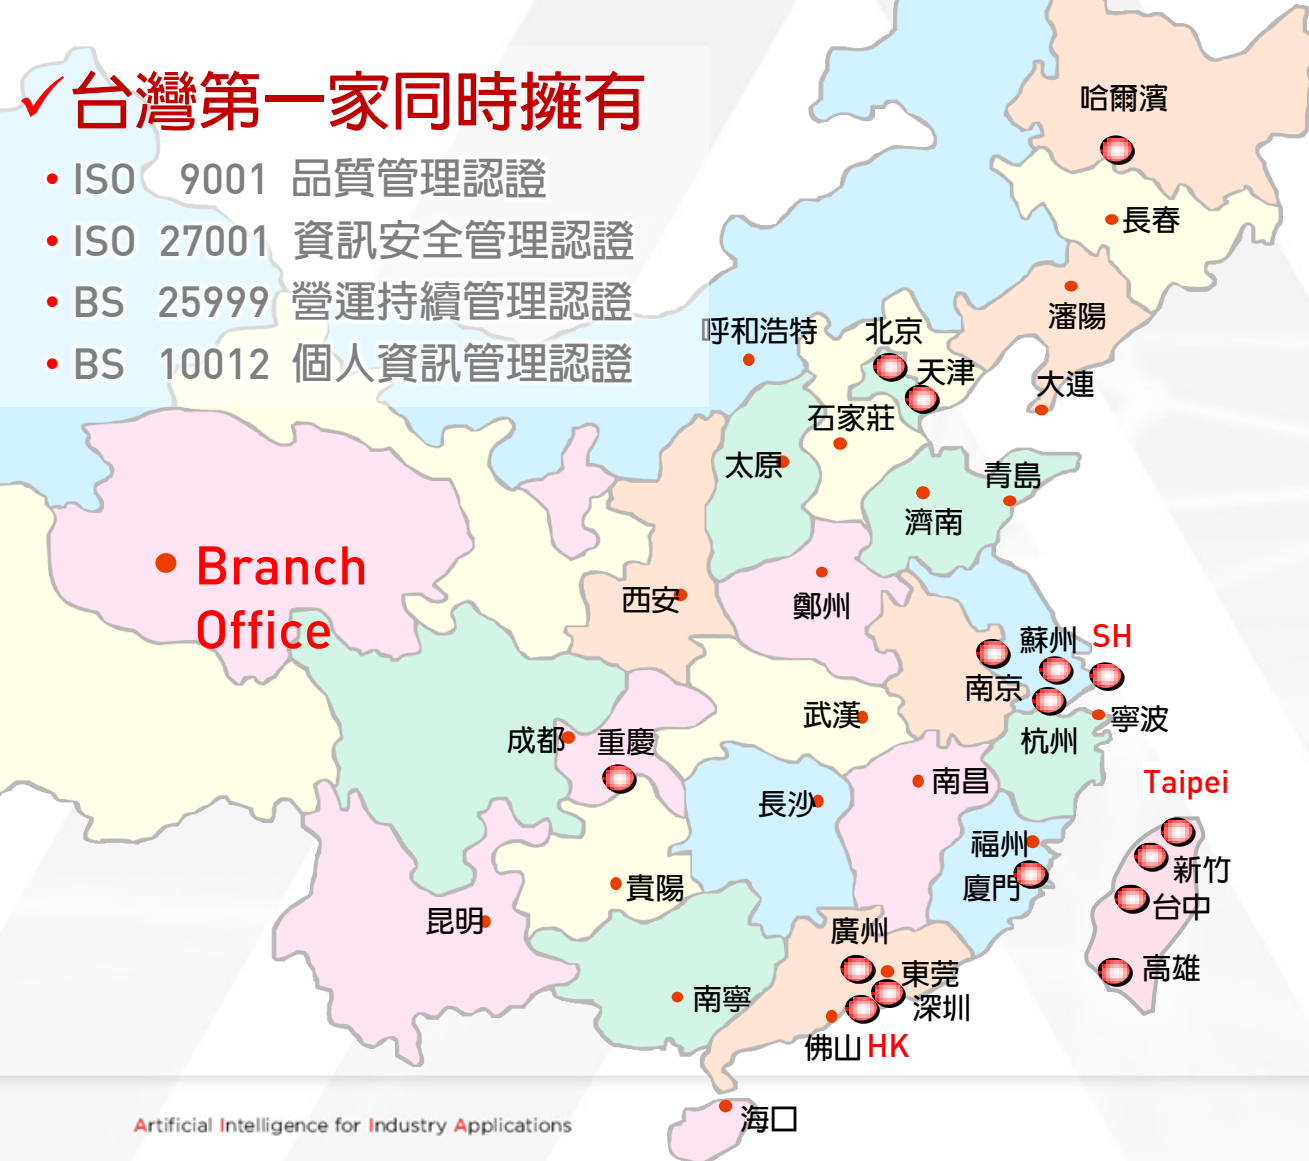 ✓台灣第一家同時擁有
• ISO 9001 品質管理認證
• ISO 27001 資訊安全管理認證
• BS 25999 營運持續管理認證
• BS 10012 個人資訊管理認證
哈爾濱
長春
瀋陽
呼和浩特
北京
天津
大連
石家莊
太原
青島
濟南
Branch
Office
西安
鄭州
蘇州
SH
南京
武漢
寧波
成都
重慶
杭州
Taipei
南昌
長沙
福州
新竹
貴陽
廈門
台中
昆明
廣州
東莞
高雄
南寧
深圳
佛山
HK
海口
Artificial Intelligence for Industry Applications